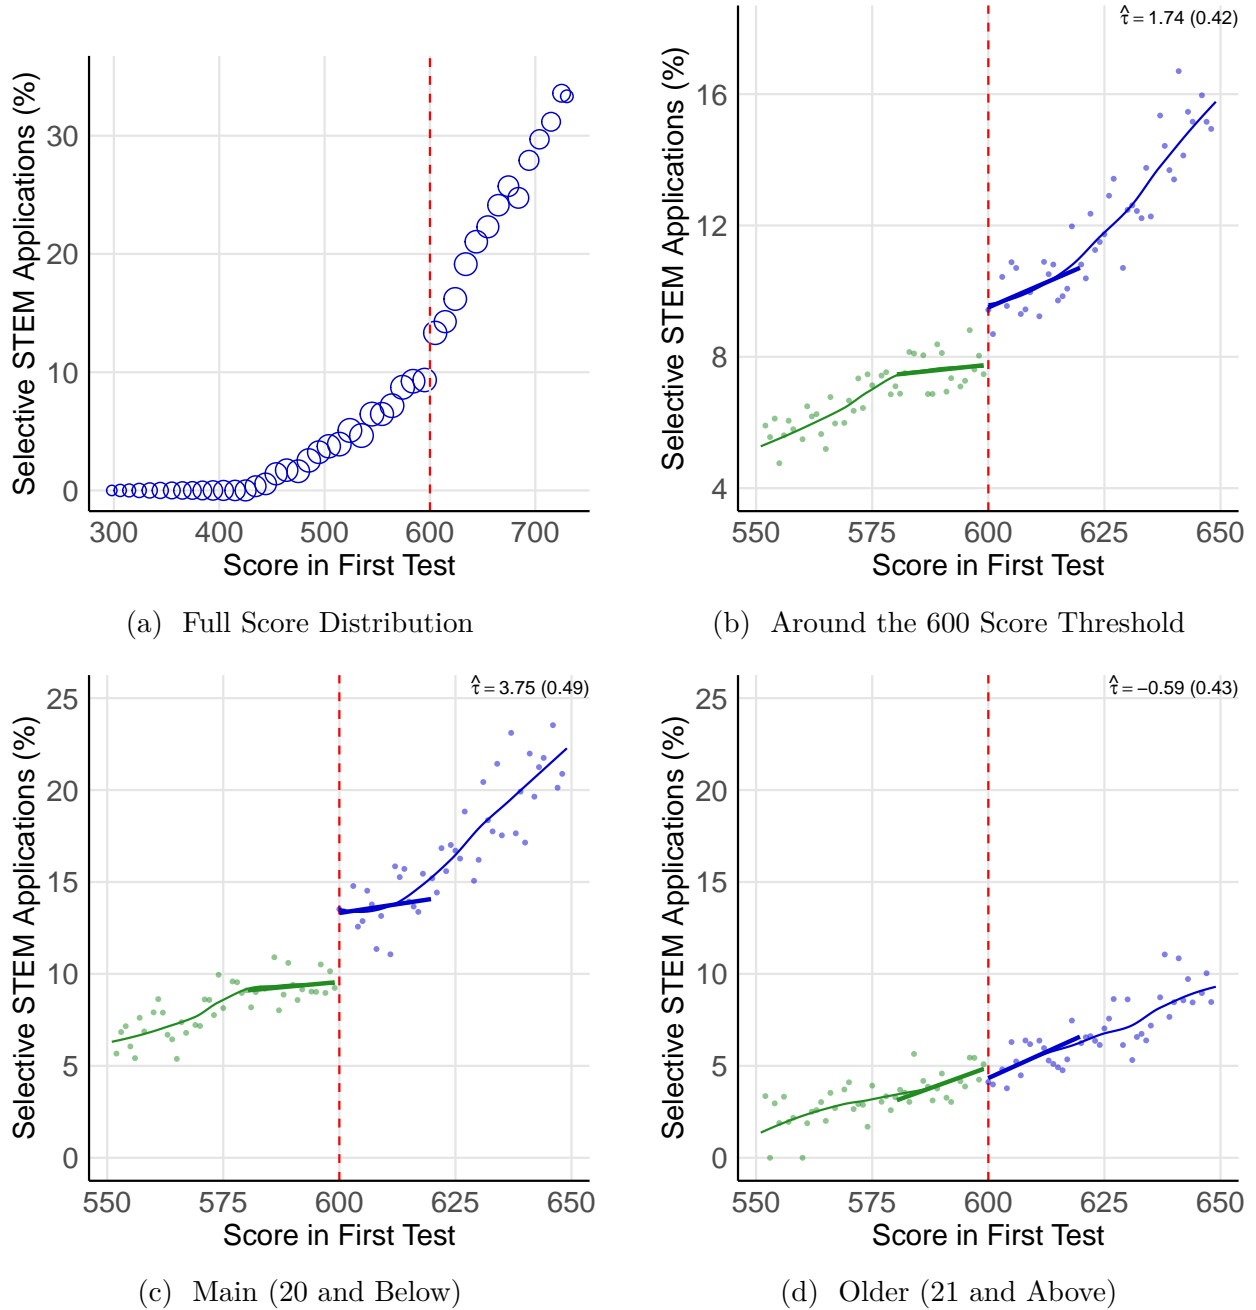 Selective STEM Applications (%)
30
20
10
0
300 400 500 600 700
Score in First Test
(a) Full Score Distribution
τ̂ = 1.74 (0.42)
Selective STEM Applications (%)
16
12
8
4
550 575 600 625 650
Score in First Test
(b) Around the 600 Score Threshold
τ̂ = 3.75 (0.49)
Selective STEM Applications (%)
25
20
15
10
5
0
550 575 600 625 650
Score in First Test
(c) Main (20 and Below)
τ̂ = −0.59 (0.43)
Selective STEM Applications (%)
25
20
15
10
5
0
550 575 600 625 650
Score in First Test
(d) Older (21 and Above)